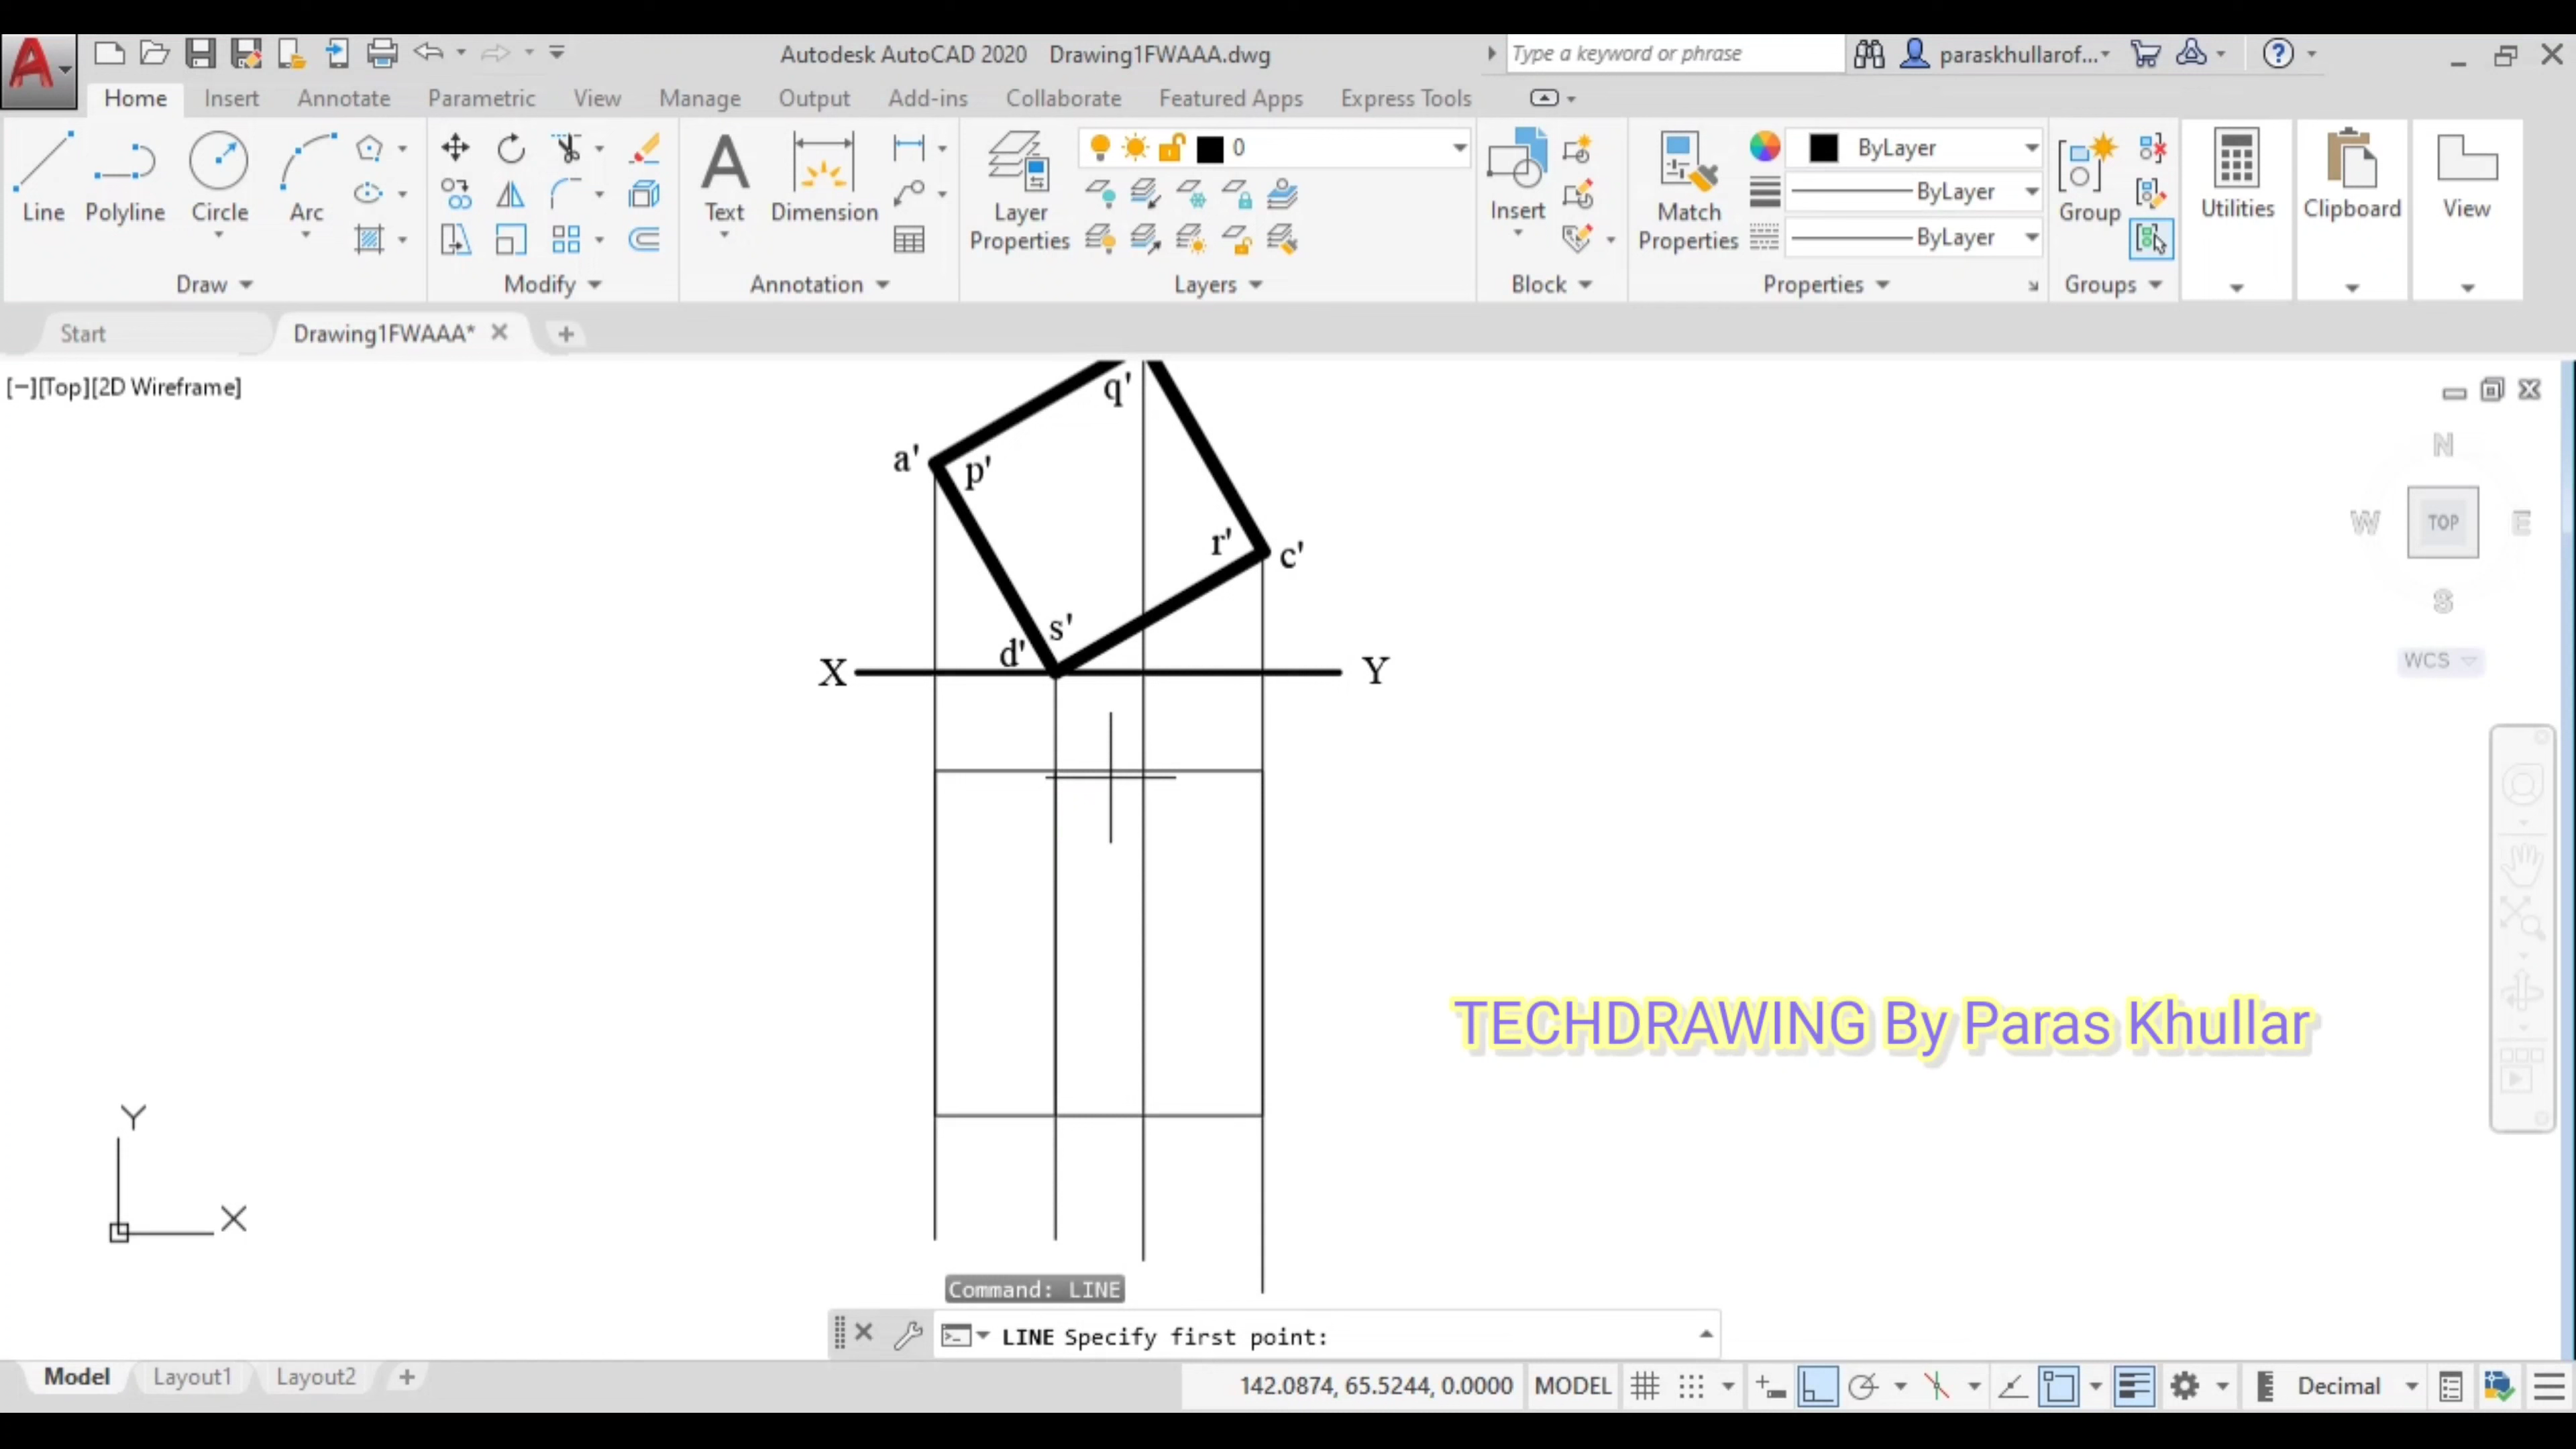 Autodesk AutoCAD 2020 Drawing1FWAAA.dwg
Type a keyword or phrase
paraskhullarof...
Home Insert Annotate Parametric View Manage Output Add-ins Collaborate Featured Apps Express Tools
Line Polyline Circle Arc
Text Dimension
Layer Properties
0
Insert
Match Properties
ByLayer
ByLayer
ByLayer
Group
Utilities Clipboard View
Draw Modify Annotation Layers Block Properties Groups
Start Drawing1FWAAA*
[−][Top][2D Wireframe]
q'
a' p'
r' c'
s'
d'
X Y
N
W TOP E
S
WCS
TECHDRAWING By Paras Khullar
Y
X
Command: LINE
LINE Specify first point:
Model Layout1 Layout2 +
142.0874, 65.5244, 0.0000 MODEL Decimal